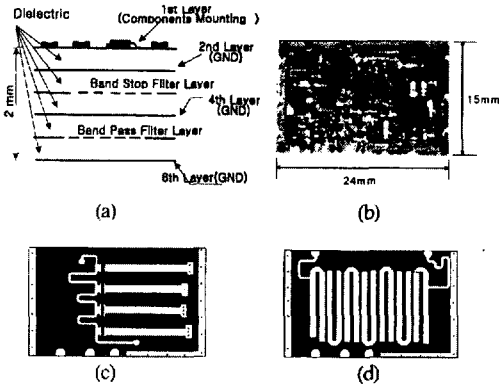 Dielectric
1st Layer
(Components Mounting )
2nd Layer
(GND)
Band Stop Filter Layer
4th Layer
(GND)
Band Pass Filter Layer
6th Layer(GND)
2 mm
15mm
24mm
(a)
(b)
(c)
(d)